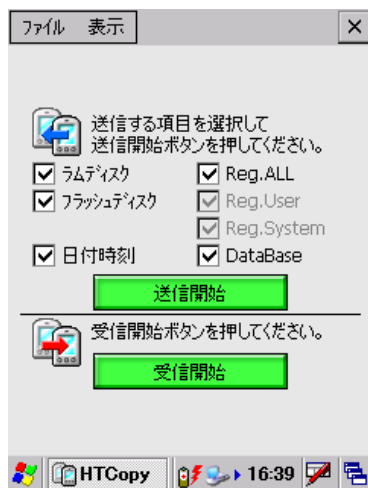 ファイル 表示
送信する項目を選択して
送信開始ボタンを押してください。
ラムディスク Reg.ALL
フラッシュディスク Reg.User
Reg.System
日付時刻 DataBase
送信開始
受信開始ボタンを押してください。
受信開始
HTCopy 16:39